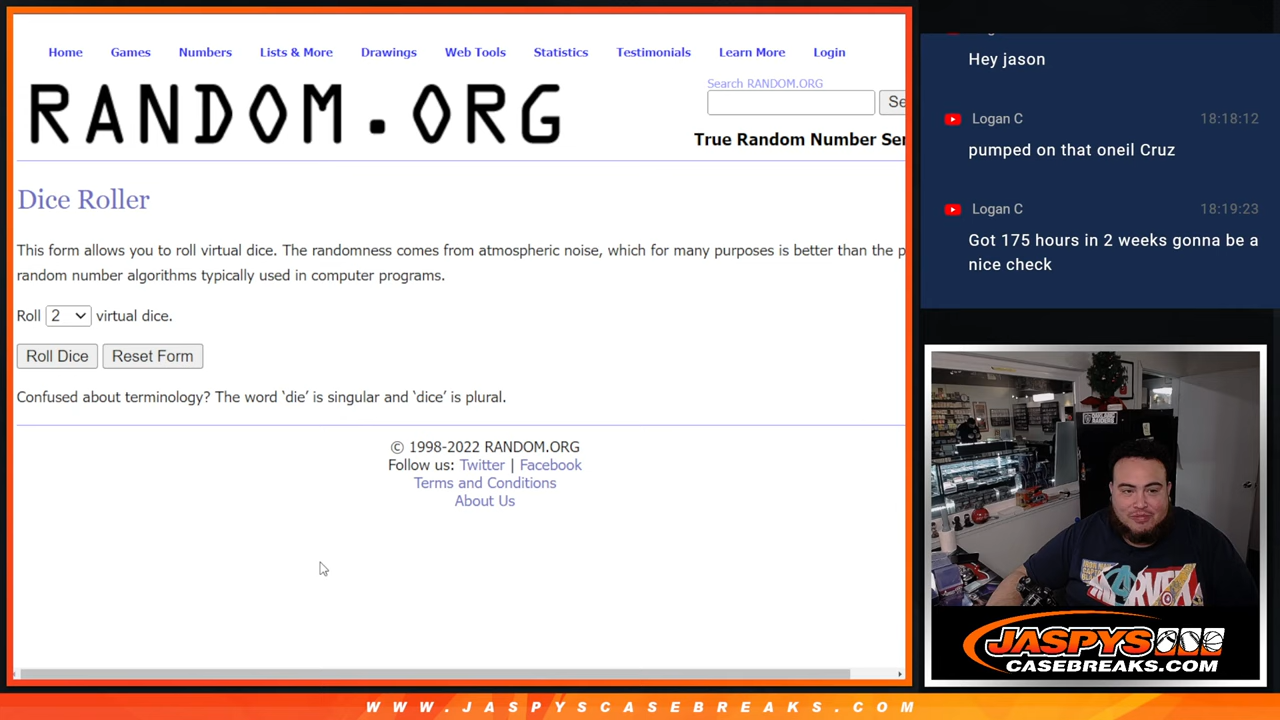 Home Games Numbers Lists & More Drawings Web Tools Statistics Testimonials Learn More Login
RANDOM.ORG
Search RANDOM.ORG
Se
True Random Number Ser
Dice Roller
This form allows you to roll virtual dice. The randomness comes from atmospheric noise, which for many purposes is better than the p
random number algorithms typically used in computer programs.
Roll 2 virtual dice.
Roll Dice Reset Form
Confused about terminology? The word ‘die’ is singular and ‘dice’ is plural.
© 1998-2022 RANDOM.ORG
Follow us: Twitter | Facebook
Terms and Conditions
About Us
Hey jason
Logan C 18:18:12
pumped on that oneil Cruz
Logan C 18:19:23
Got 175 hours in 2 weeks gonna be a
nice check
MARVEL
JASPYS
CASEBREAKS.COM
WWW.JASPYSCASEBREAKS.COM